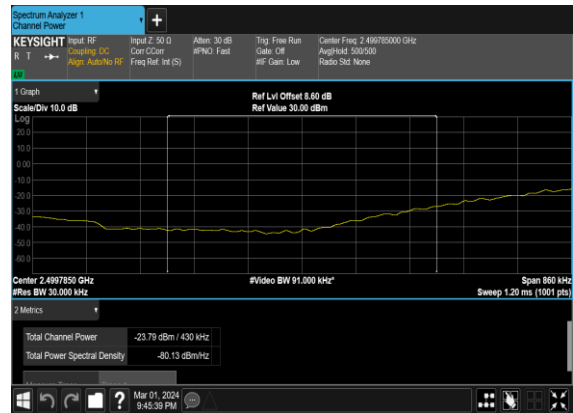 Spectrum Analyzer 1
Channel Power
+
KEYSIGHT Input: RF Input Z: 50 Ω Atten: 30 dB Trig: Free Run Center Freq: 2.499785000 GHz
R T Coupling: DC Corr CCorr #PNO: Fast Gate: Off Avg|Hold: 500/500
Align: Auto/No RF Freq Ref: Int (S) #IF Gain: Low Radio Std: None
1 Graph
Ref Lvl Offset 8.60 dB
Scale/Div 10.0 dB Ref Value 30.00 dBm
Log
20.0
10.0
0.00
-10.0
-20.0
-30.0
-40.0
-50.0
-60.0
Center 2.4997850 GHz #Video BW 91.000 kHz* Span 860 kHz
#Res BW 30.000 kHz Sweep 1.20 ms (1001 pts)
2 Metrics
Total Channel Power -23.79 dBm / 430 kHz
Total Power Spectral Density -80.13 dBm/Hz
? Mar 01, 2024
9:45:39 PM